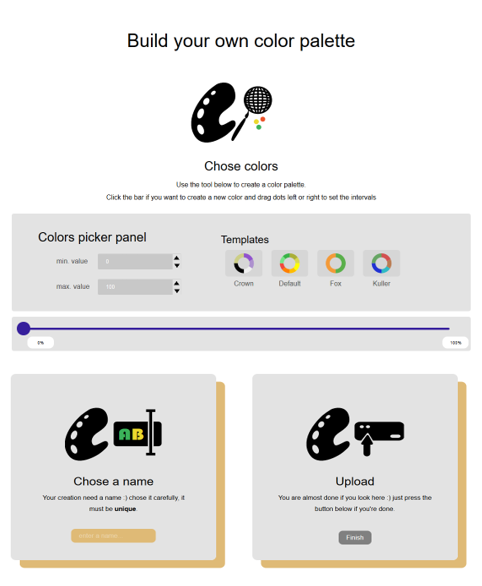 Build your own color palette
Chose colors
Use the tool below to create a color palette.
Click the bar if you want to create a new color and drag dots left or right to set the intervals
Colors picker panel
min. value
0
max. value
100
Templates
Crown
Default
Fox
Kuller
0%
100%
AB
Chose a name
Your creation need a name :) chose it carefully, it
must be unique.
Upload
You are almost done if you look here :) just press the
button below if you're done.
Finish